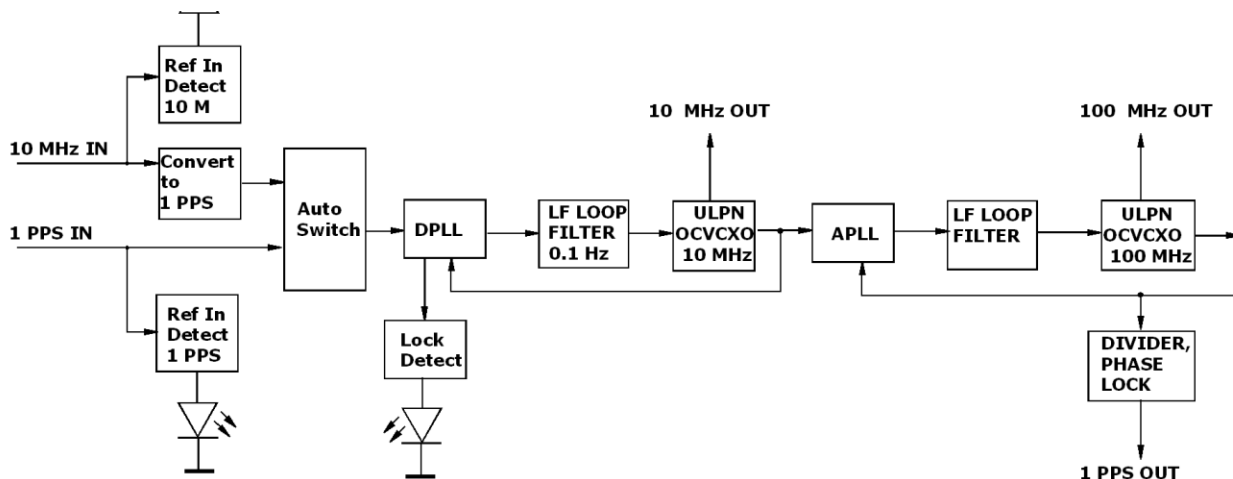 Ref In
Detect
10 M
10 MHz IN
Convert
to
1 PPS
1 PPS IN
Ref In
Detect
1 PPS
Auto
Switch
DPLL
Lock
Detect
LF LOOP
FILTER
0.1 Hz
10 MHz OUT
ULPN
OCVCXO
10 MHz
APLL
LF LOOP
FILTER
100 MHz OUT
ULPN
OCVCXO
100 MHz
DIVIDER,
PHASE
LOCK
1 PPS OUT